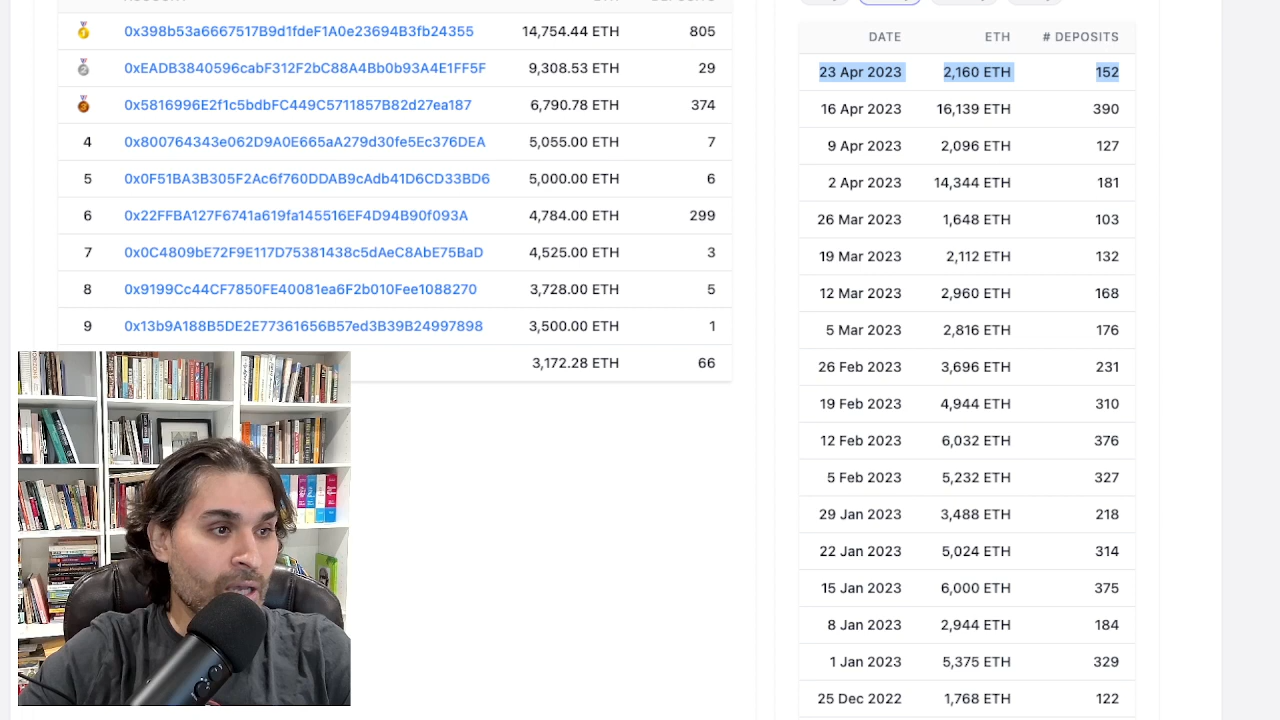 🥇 0x398b53a6667517B9d1fdeF1A0e23694B3fb24355 14,754.44 ETH 805
🥈 0xEADB3840596cabF312F2bC88A4Bb0b93A4E1FF5F 9,308.53 ETH 29
🥉 0x5816996E2f1c5bdbFC449C5711857B82d27ea187 6,790.78 ETH 374
4 0x800764343e062D9A0E665aA279d30fe5Ec376DEA 5,055.00 ETH 7
5 0x0F51BA3B305F2Ac6f760DDAB9cAdb41D6CD33BD6 5,000.00 ETH 6
6 0x22FFBA127F6741a619fa145516EF4D94B90f093A 4,784.00 ETH 299
7 0x0C4809bE72F9E117D75381438c5dAeC8AbE75BaD 4,525.00 ETH 3
8 0x9199Cc44CF7850FE40081ea6F2b010Fee1088270 3,728.00 ETH 5
9 0x13b9A188B5DE2E77361656B57ed3B39B24997898 3,500.00 ETH 1
3,172.28 ETH 66
DATE ETH # DEPOSITS
23 Apr 2023 2,160 ETH 152
16 Apr 2023 16,139 ETH 390
9 Apr 2023 2,096 ETH 127
2 Apr 2023 14,344 ETH 181
26 Mar 2023 1,648 ETH 103
19 Mar 2023 2,112 ETH 132
12 Mar 2023 2,960 ETH 168
5 Mar 2023 2,816 ETH 176
26 Feb 2023 3,696 ETH 231
19 Feb 2023 4,944 ETH 310
12 Feb 2023 6,032 ETH 376
5 Feb 2023 5,232 ETH 327
29 Jan 2023 3,488 ETH 218
22 Jan 2023 5,024 ETH 314
15 Jan 2023 6,000 ETH 375
8 Jan 2023 2,944 ETH 184
1 Jan 2023 5,375 ETH 329
25 Dec 2022 1,768 ETH 122